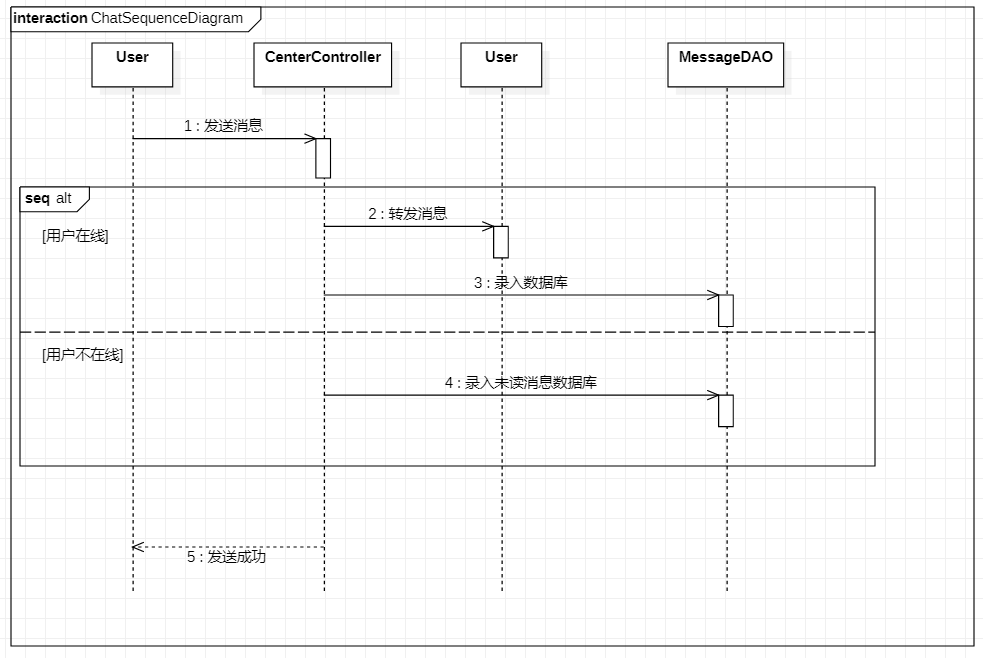 interaction ChatSequenceDiagram
User
CenterController
User
MessageDAO
1 : 发送消息
seq alt
2 : 转发消息
[用户在线]
3 : 录入数据库
[用户不在线]
4 : 录入未读消息数据库
5 : 发送成功